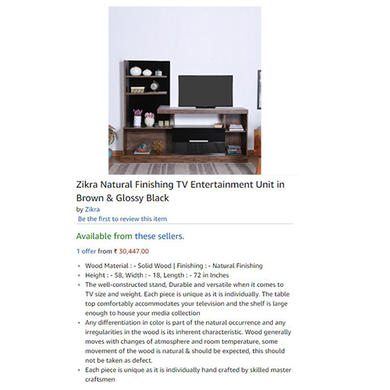 Zikra Natural Finishing TV Entertainment Unit in
Brown & Glossy Black
by Zikra
Be the first to review this item
Available from these sellers.
1 offer from ₹ 30,447.00
• Wood Material : - Solid Wood | Finishing : - Natural Finishing
• Height : - 58, Width : - 18, Length : - 72 in Inches
• The well-constructed stand, Durable and versatile when it comes to
TV size and weight. Each piece is unique as it is individually. The table
top comfortably accommodates your television and the shelf is large
enough to house your media collection
• Any differentiation in color is part of the natural occurrence and any
irregularities in the wood is its inherent characteristic. Wood generally
moves with changes of atmosphere and room temperature, some
movement of the wood is natural & should be expected, this should
not be taken as defect.
• Each piece is unique as it is individually hand crafted by skilled master
craftsmen